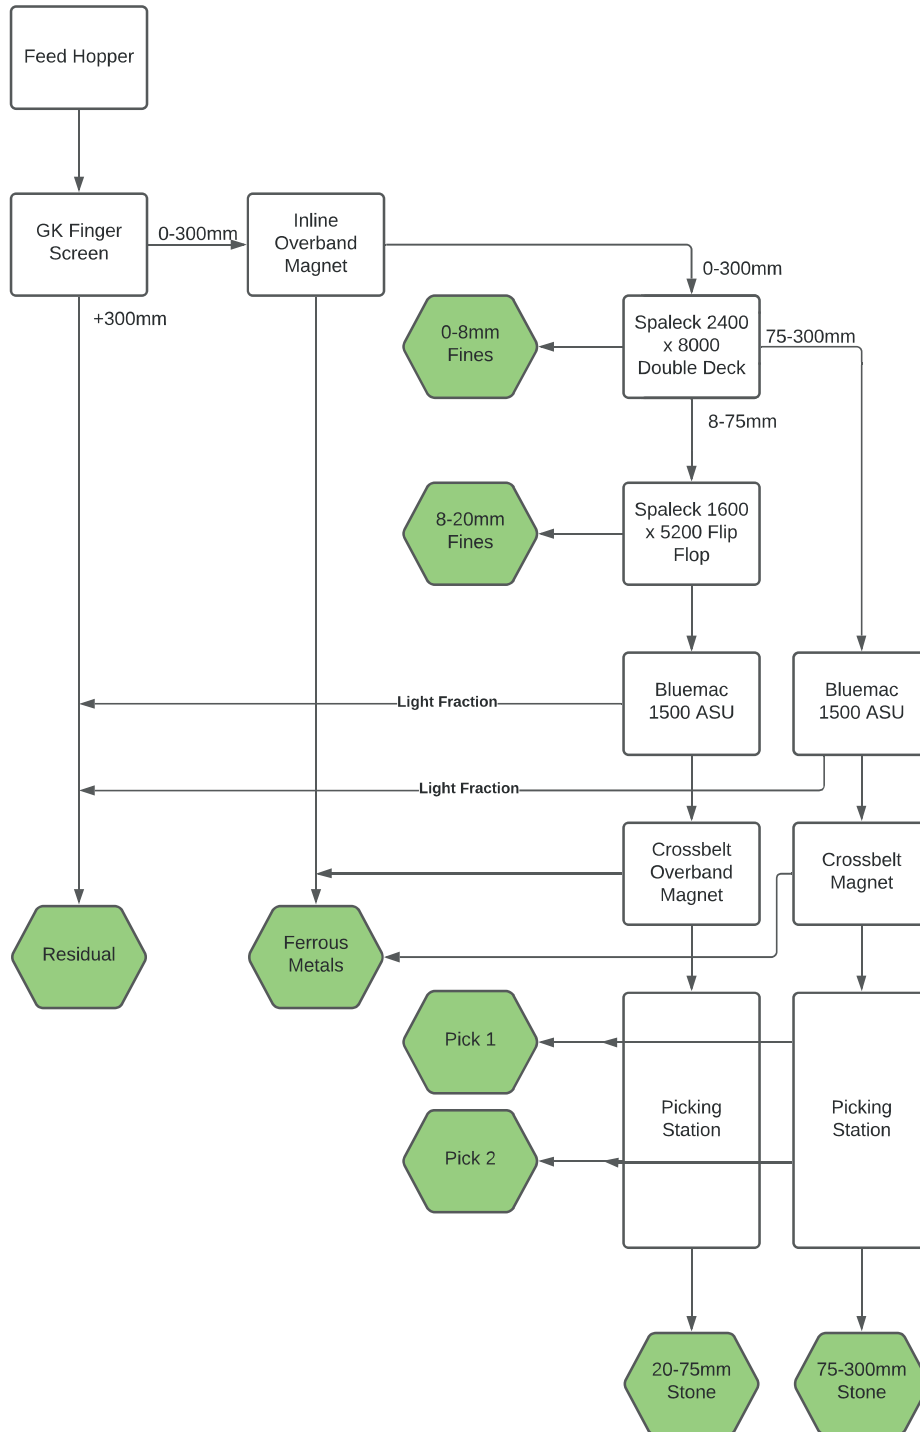 Feed Hopper
GK Finger
Screen
0-300mm
Inline
Overband
Magnet
0-300mm
+300mm
0-8mm
Fines
Spaleck 2400
x 8000
Double Deck
75-300mm
8-75mm
8-20mm
Fines
Spaleck 1600
x 5200 Flip
Flop
Light Fraction
Bluemac
1500 ASU
Bluemac
1500 ASU
Light Fraction
Crossbelt
Overband
Magnet
Crossbelt
Magnet
Residual
Ferrous
Metals
Pick 1
Pick 2
Picking
Station
Picking
Station
20-75mm
Stone
75-300mm
Stone